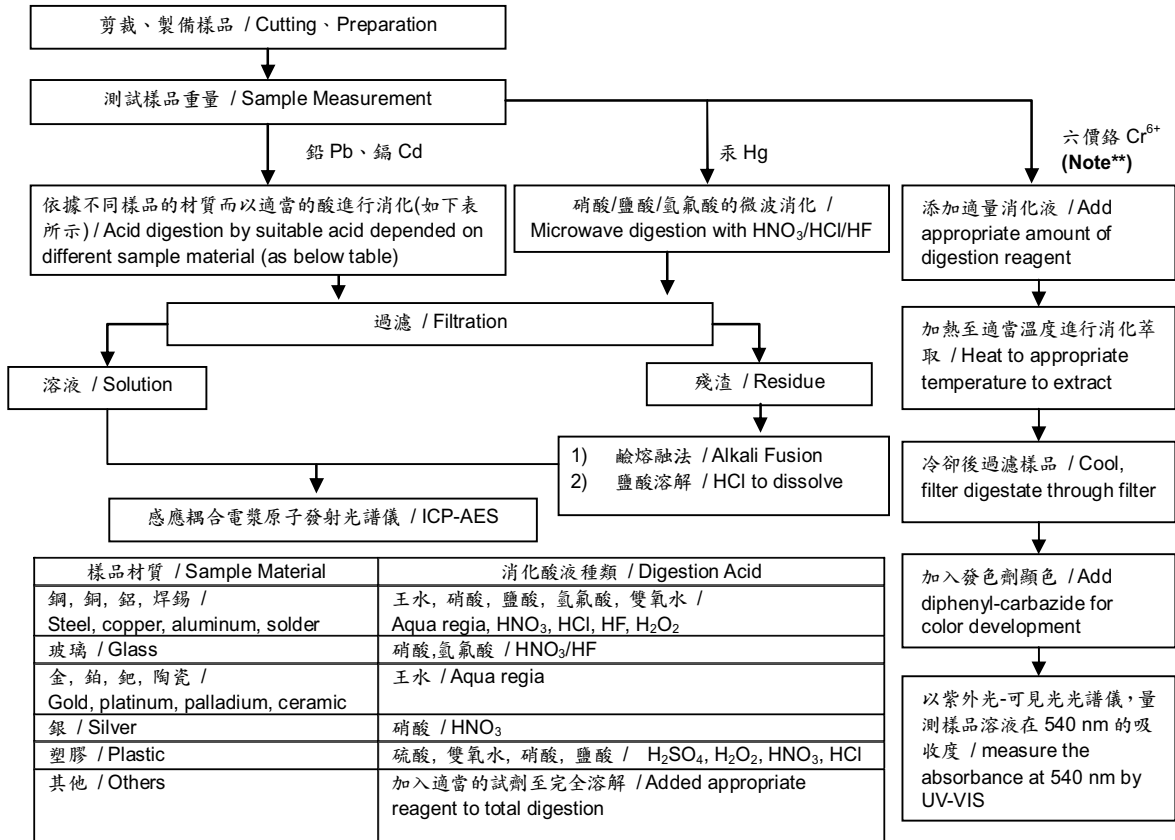 剪裁、製備樣品 / Cutting、Preparation
測試樣品重量 / Sample Measurement
鉛 Pb、鎘 Cd
汞 Hg
六價鉻 Cr6+
(Note**)
依據不同樣品的材質而以適當的酸進行消化(如下表
所示) / Acid digestion by suitable acid depended on
different sample material (as below table)
硝酸/鹽酸/氫氟酸的微波消化 /
Microwave digestion with HNO3/HCl/HF
添加適量消化液 / Add
appropriate amount of
digestion reagent
過濾 / Filtration
加熱至適當溫度進行消化萃
取 / Heat to appropriate
temperature to extract
溶液 / Solution
殘渣 / Residue
1) 鹼熔融法 / Alkali Fusion
2) 鹽酸溶解 / HCl to dissolve
冷卻後過濾樣品 / Cool,
filter digestate through filter
感應耦合電漿原子發射光譜儀 / ICP-AES
加入發色劑顯色 / Add
diphenyl-carbazide for
color development
以紫外光-可見光光譜儀，量
測樣品溶液在 540 nm 的吸
收度 / measure the
absorbance at 540 nm by
UV-VIS
樣品材質 / Sample Material
消化酸液種類 / Digestion Acid
鋼, 銅, 鋁, 焊錫 /
Steel, copper, aluminum, solder
王水, 硝酸, 鹽酸, 氫氟酸, 雙氧水 /
Aqua regia, HNO3, HCl, HF, H2O2
玻璃 / Glass
硝酸,氫氟酸 / HNO3/HF
金, 鉑, 鈀, 陶瓷 /
Gold, platinum, palladium, ceramic
王水 / Aqua regia
銀 / Silver
硝酸 / HNO3
塑膠 / Plastic
硫酸, 雙氧水, 硝酸, 鹽酸 / H2SO4, H2O2, HNO3, HCl
其他 / Others
加入適當的試劑至完全溶解 / Added appropriate
reagent to total digestion